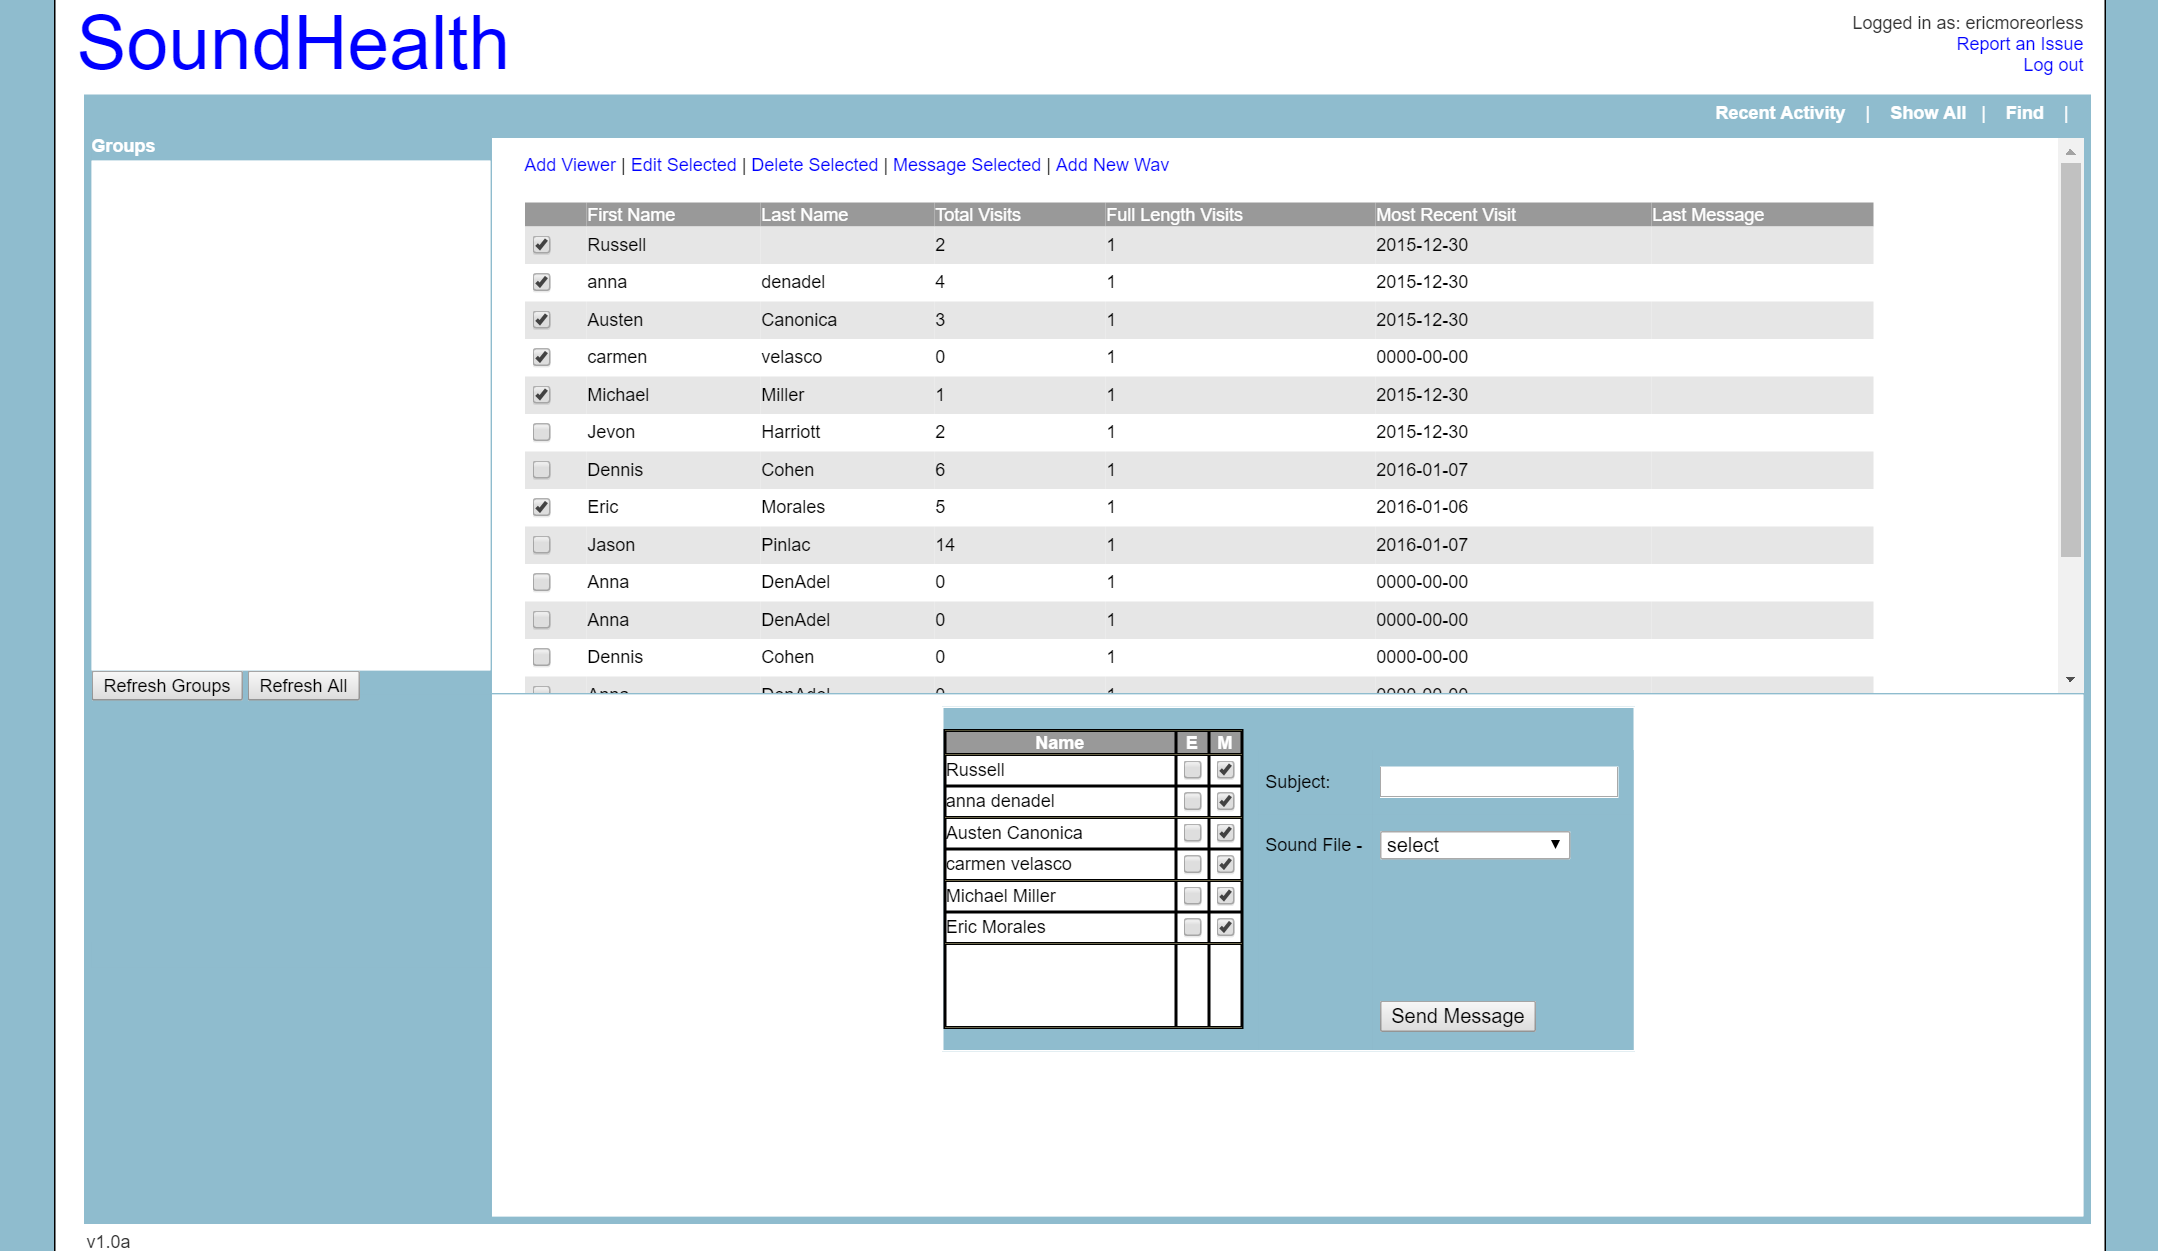 SoundHealth
Logged in as: ericmoreorless
Report an Issue
Log out
Recent Activity | Show All | Find |
Groups
Add Viewer | Edit Selected | Delete Selected | Message Selected | Add New Wav
First Name Last Name Total Visits Full Length Visits Most Recent Visit Last Message
Russell 2 1 2015-12-30
anna denadel 4 1 2015-12-30
Austen Canonica 3 1 2015-12-30
carmen velasco 0 1 0000-00-00
Michael Miller 1 1 2015-12-30
Jevon Harriott 2 1 2015-12-30
Dennis Cohen 6 1 2016-01-07
Eric Morales 5 1 2016-01-06
Jason Pinlac 14 1 2016-01-07
Anna DenAdel 0 1 0000-00-00
Anna DenAdel 0 1 0000-00-00
Dennis Cohen 0 1 0000-00-00
Anna DenAdel 0 1 0000-00-00
Refresh Groups Refresh All
Name E M
Russell
anna denadel
Austen Canonica
carmen velasco
Michael Miller
Eric Morales
Subject:
Sound File - select
Send Message
v1.0a